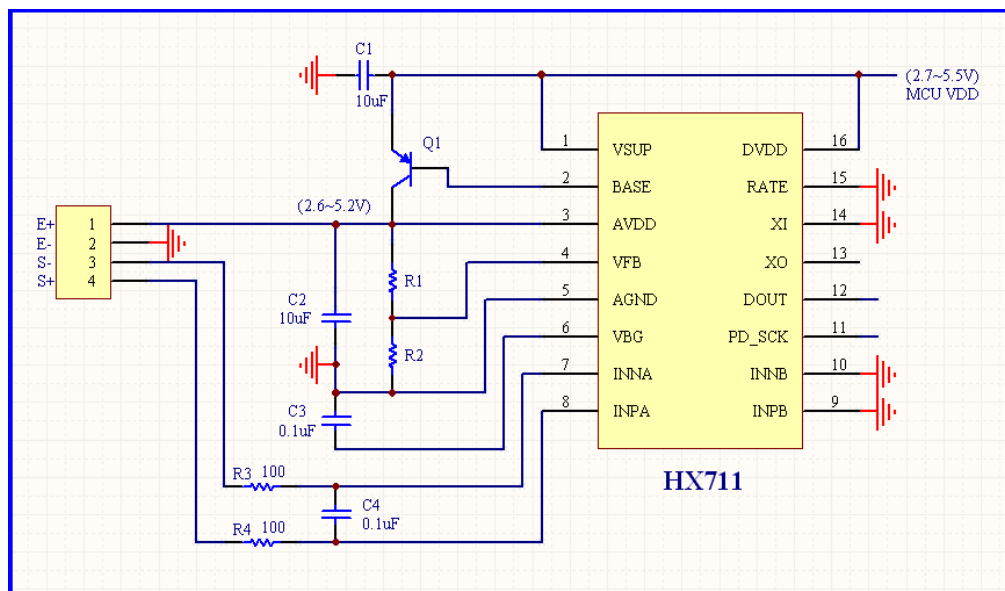 C1
10uF
(2.7~5.5V)
MCU VDD
Q1
1 VSUP DVDD 16
2 BASE RATE 15
(2.6~5.2V)
3 AVDD XI 14
E+ 1
E- 2
S- 3
S+ 4
4 VFB XO 13
R1
5 AGND DOUT 12
C2
10uF
6 VBG PD_SCK 11
R2
7 INNA INNB 10
8 INPA INPB 9
C3
0.1uF
HX711
R3 100
C4
0.1uF
R4 100